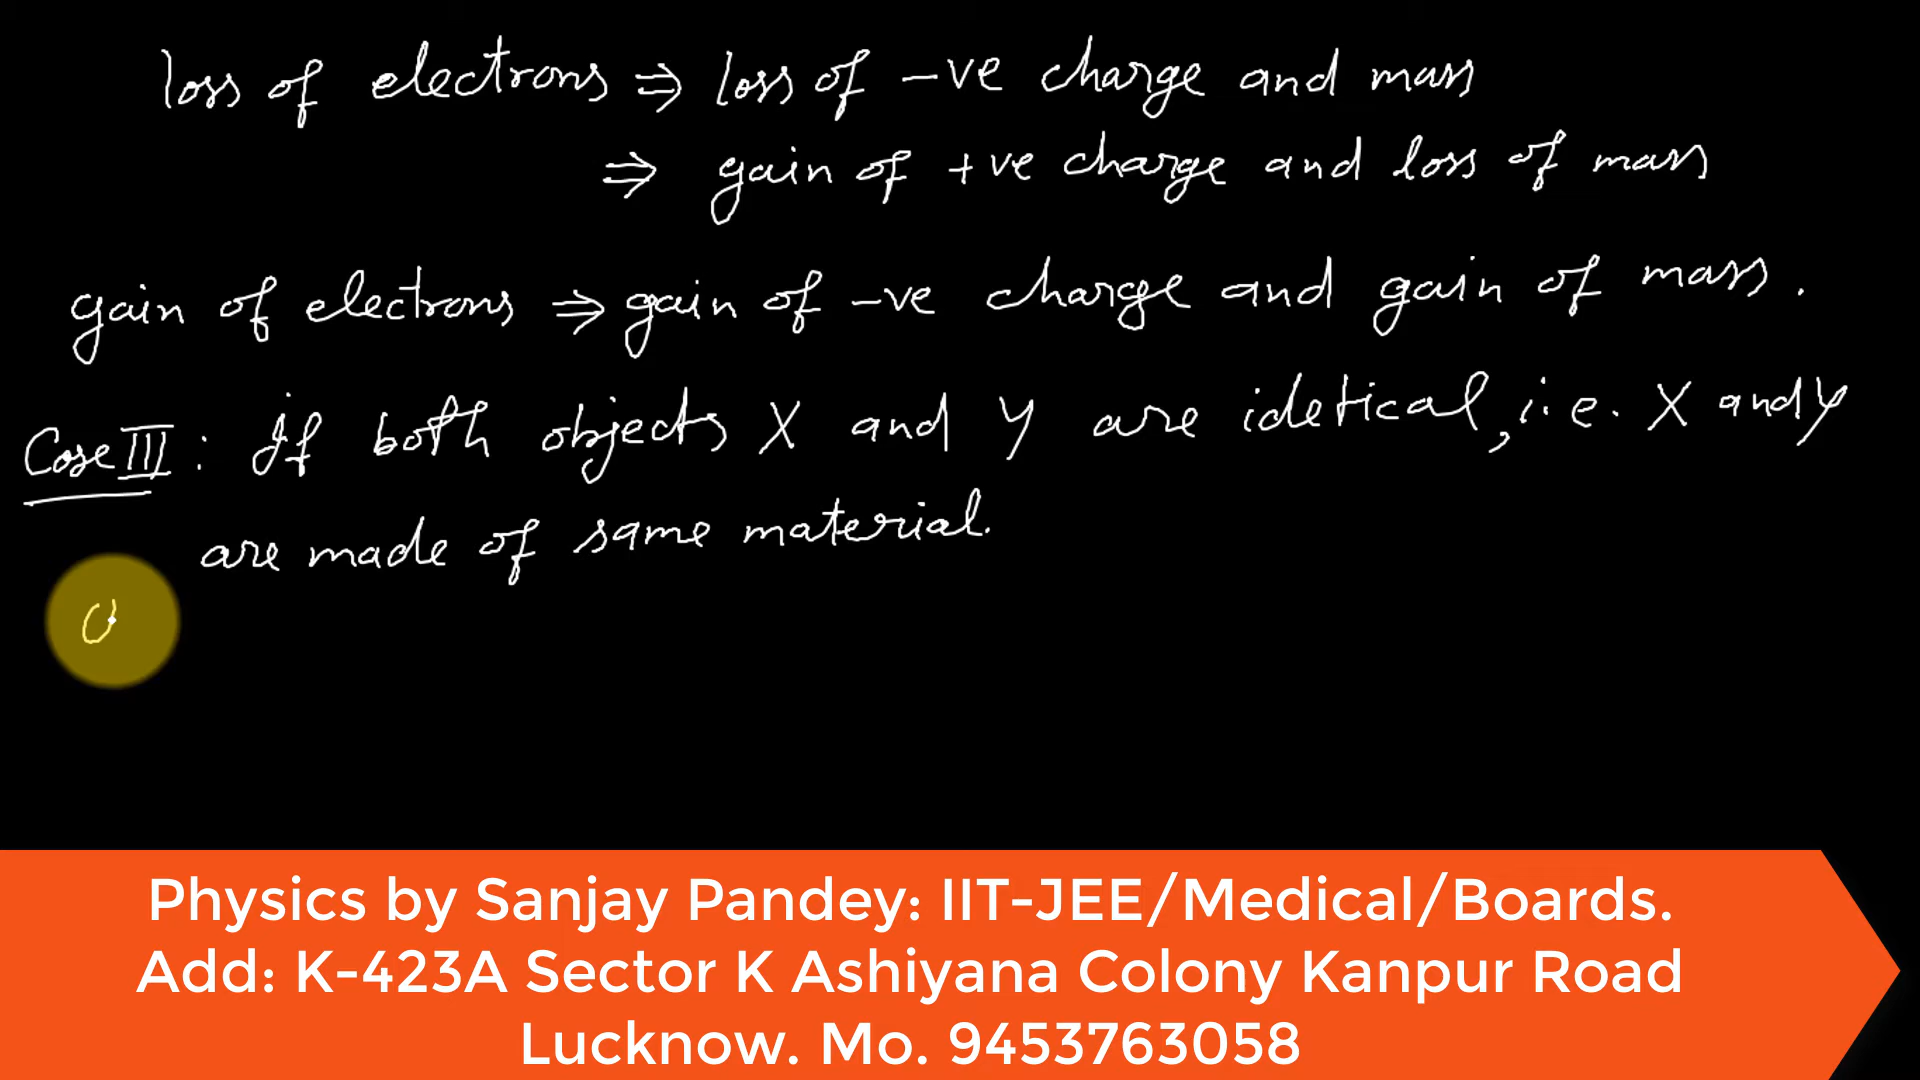 loss of electrons ⇒ loss of -ve charge and mass
⇒ gain of +ve charge and loss of mass
gain of electrons ⇒ gain of -ve charge and gain of mass.
Case III : If both objects X and Y are idetical, i.e. X and Y
are made of same material.
Physics by Sanjay Pandey: IIT-JEE/Medical/Boards.
Add: K-423A Sector K Ashiyana Colony Kanpur Road
Lucknow. Mo. 9453763058